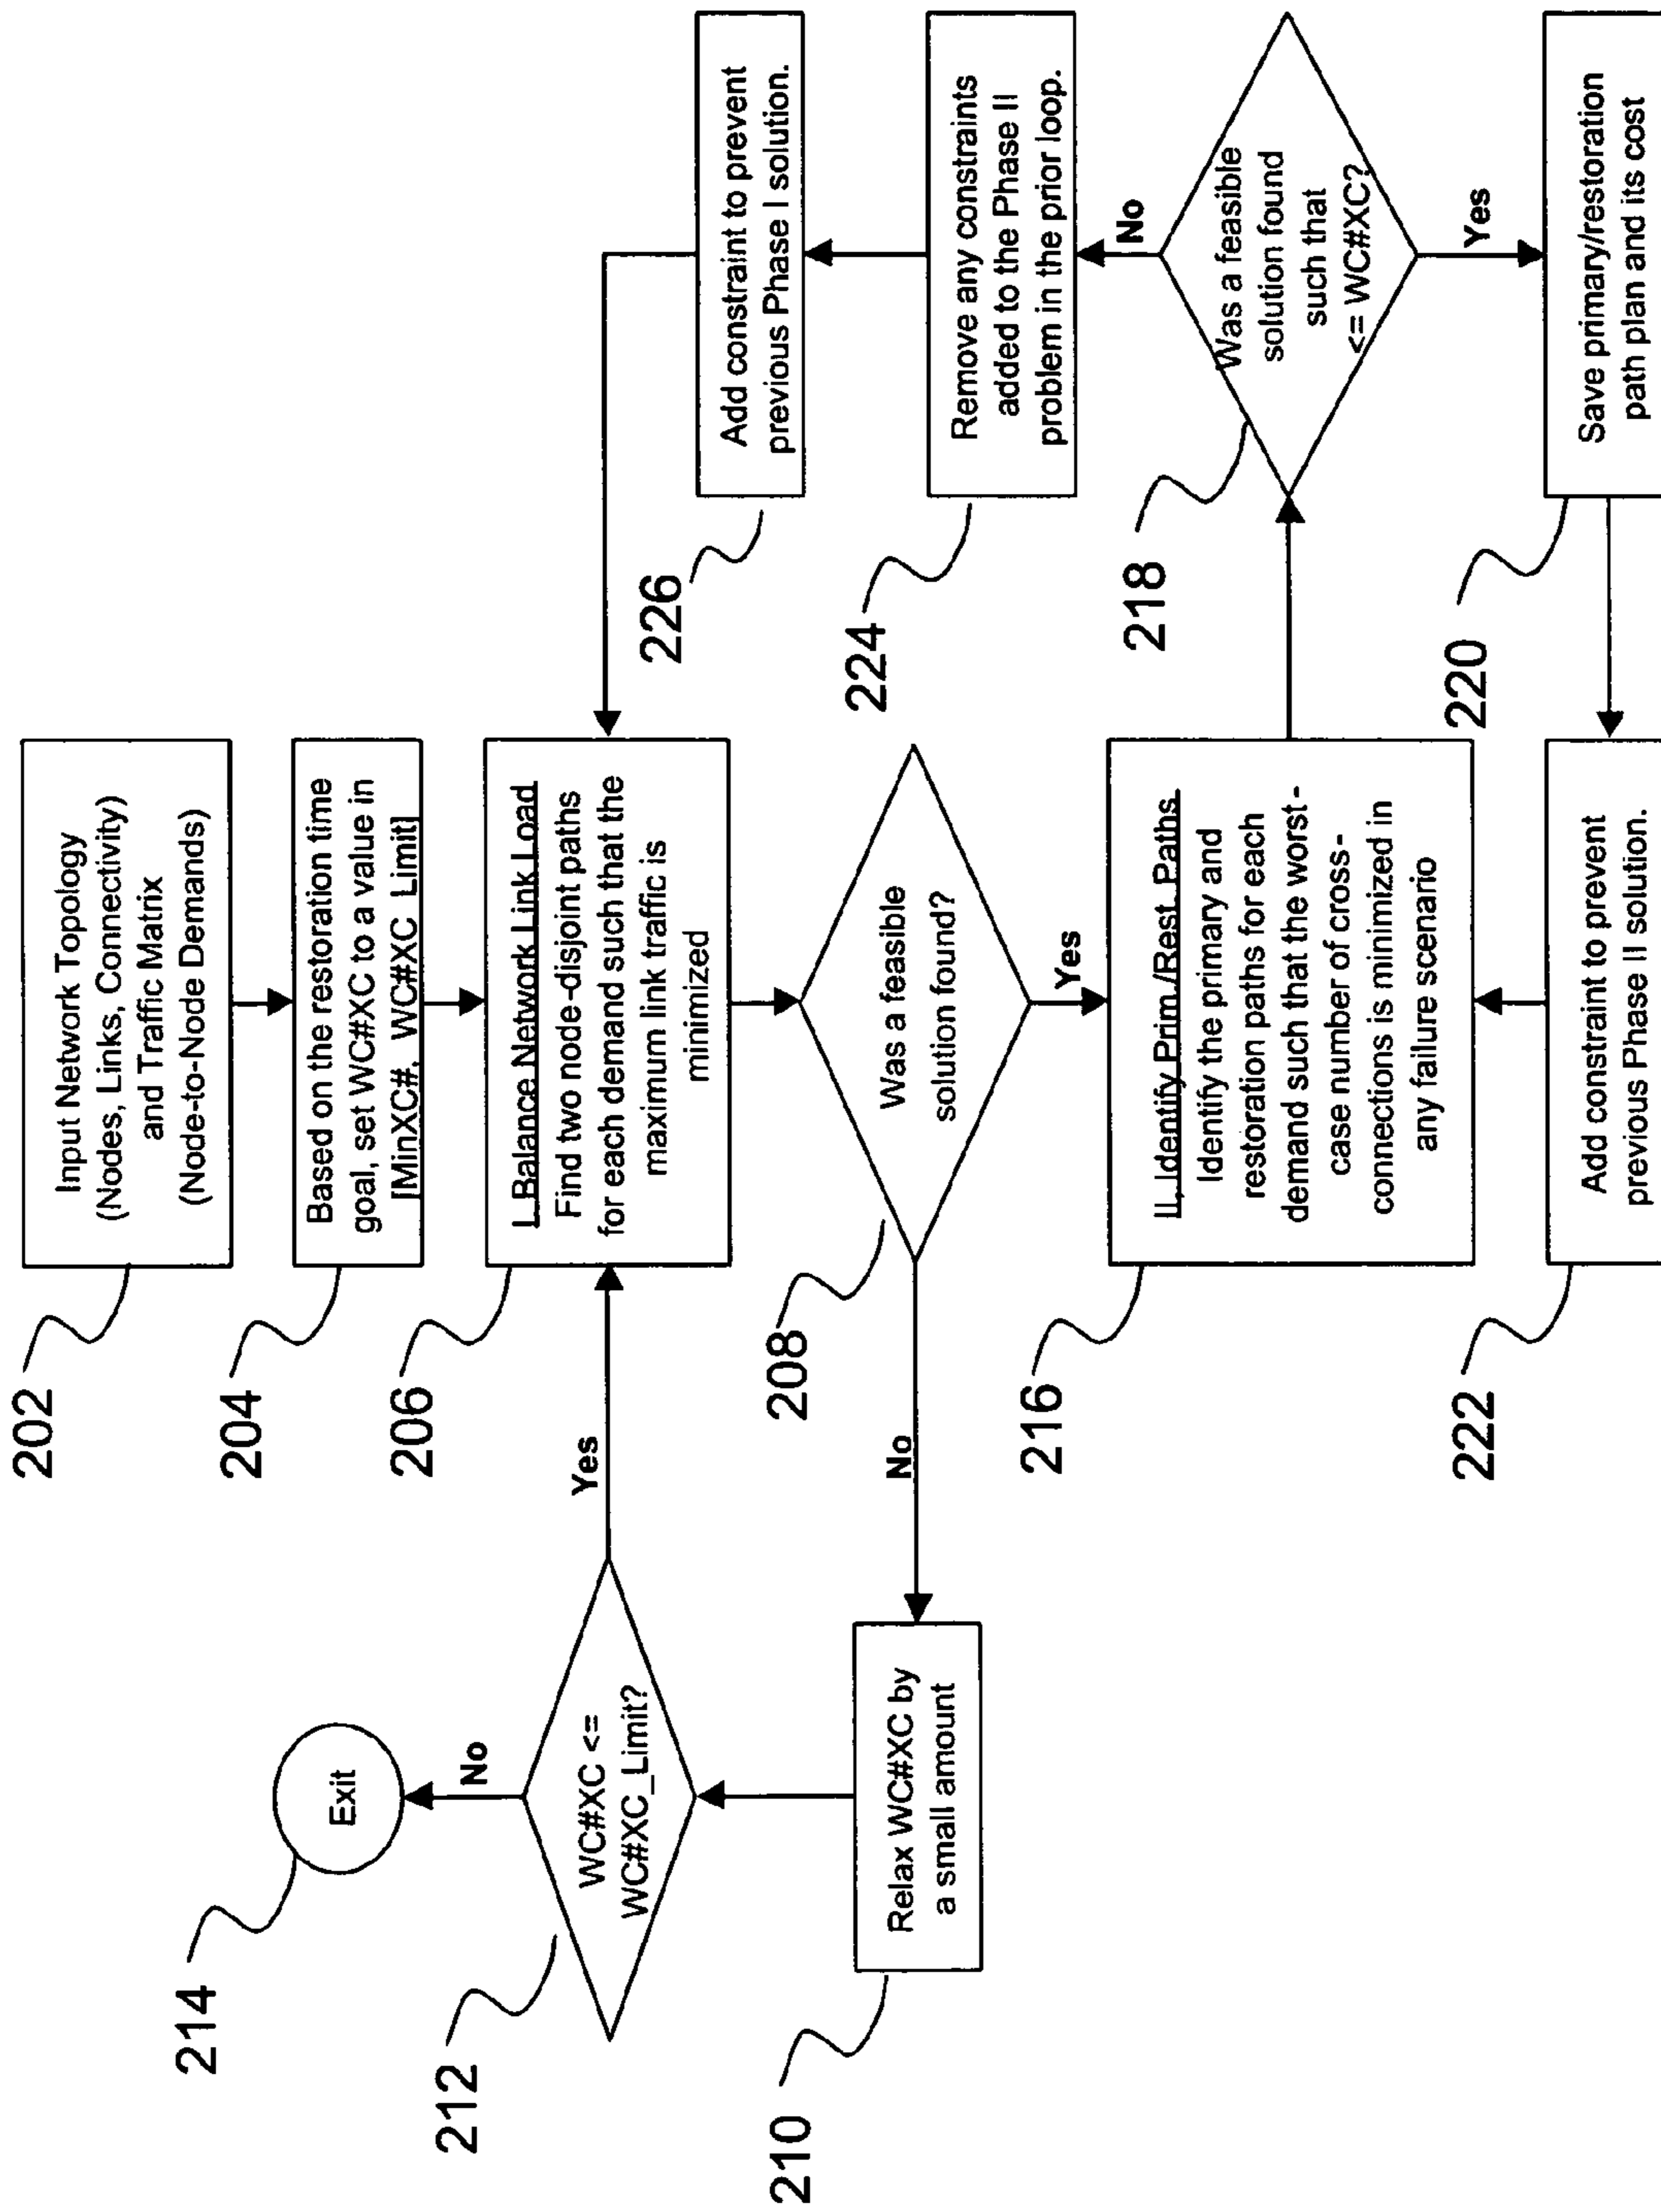 202
Input Network Topology
(Nodes, Links, Connectivity)
and Traffic Matrix
(Node-to-Node Demands)
204
Based on the restoration time
goal, set WC#XC to a value in
[MinXC#, WC#XC_Limit]
206
I. Balance Network Link Load
Find two node-disjoint paths
for each demand such that the
maximum link traffic is
minimized
208
Was a feasible
solution found?
No
Yes
210
Relax WC#XC by
a small amount
212
WC#XC <=
WC#XC_Limit?
Yes
No
214
Exit
216
II. Identify Prim./Rest. Paths
Identify the primary and
restoration paths for each
demand such that the worst-
case number of cross-
connections is minimized in
any failure scenario
218
Was a feasible
solution found
such that
<= WC#XC?
No
Yes
220
Save primary/restoration
path plan and its cost
222
Add constraint to prevent
previous Phase II solution.
224
Remove any constraints
added to the Phase II
problem in the prior loop.
226
Add constraint to prevent
previous Phase I solution.